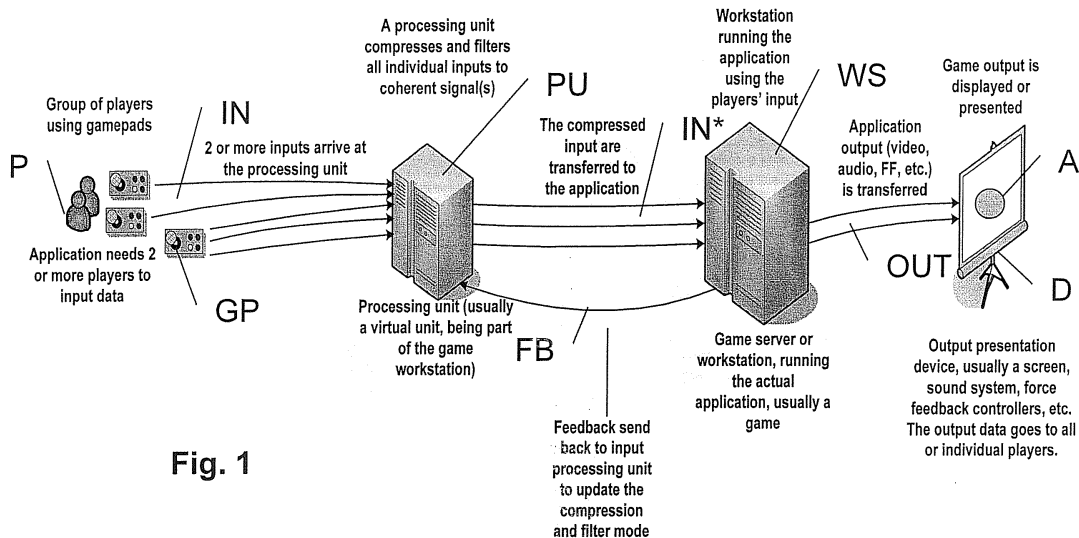 A processing unit
compresses and filters
all individual inputs to
coherent signal(s)
PU
Workstation
running the
application
using the
players' input
WS
Game output is
displayed or
presented
Group of players
using gamepads
IN
2 or more inputs arrive at
the processing unit
P
The compressed
input are
transferred to
the application
IN*
Application
output (video,
audio, FF, etc.)
is transferred
A
Application needs 2
or more players to
input data
GP
OUT
D
Processing unit (usually
a virtual unit, being part
of the game
workstation)
FB
Game server or
workstation, running
the actual
application, usually a
game
Output presentation
device, usually a screen,
sound system, force
feedback controllers, etc.
The output data goes to all
or individual players.
Feedback send
back to input
processing unit
to update the
compression
and filter mode
Fig. 1